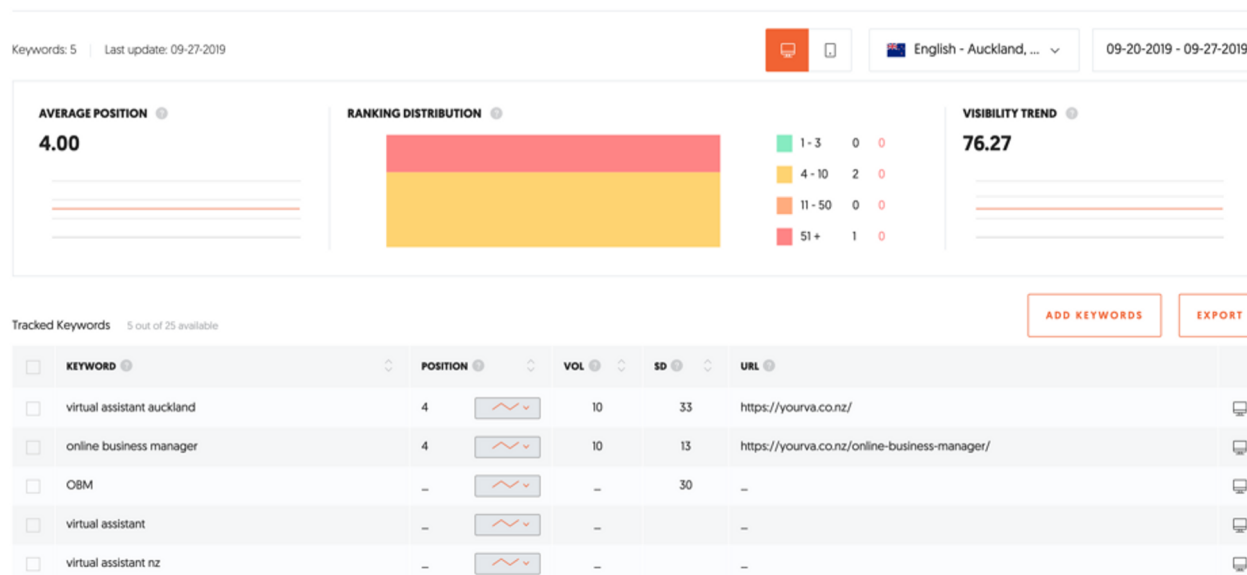 Keywords: 5 Last update: 09-27-2019 English - Auckland, ... 09-20-2019 - 09-27-2019
AVERAGE POSITION ?
4.00
RANKING DISTRIBUTION ?
1 - 3 0 0
4 - 10 2 0
11 - 50 0 0
51 + 1 0
VISIBILITY TREND ?
76.27
Tracked Keywords 5 out of 25 available
ADD KEYWORDS EXPORT
KEYWORD ? POSITION ? VOL ? SD ? URL ?
virtual assistant auckland 4 10 33 https://yourva.co.nz/
online business manager 4 10 13 https://yourva.co.nz/online-business-manager/
OBM – – 30 –
virtual assistant – – –
virtual assistant nz – – –